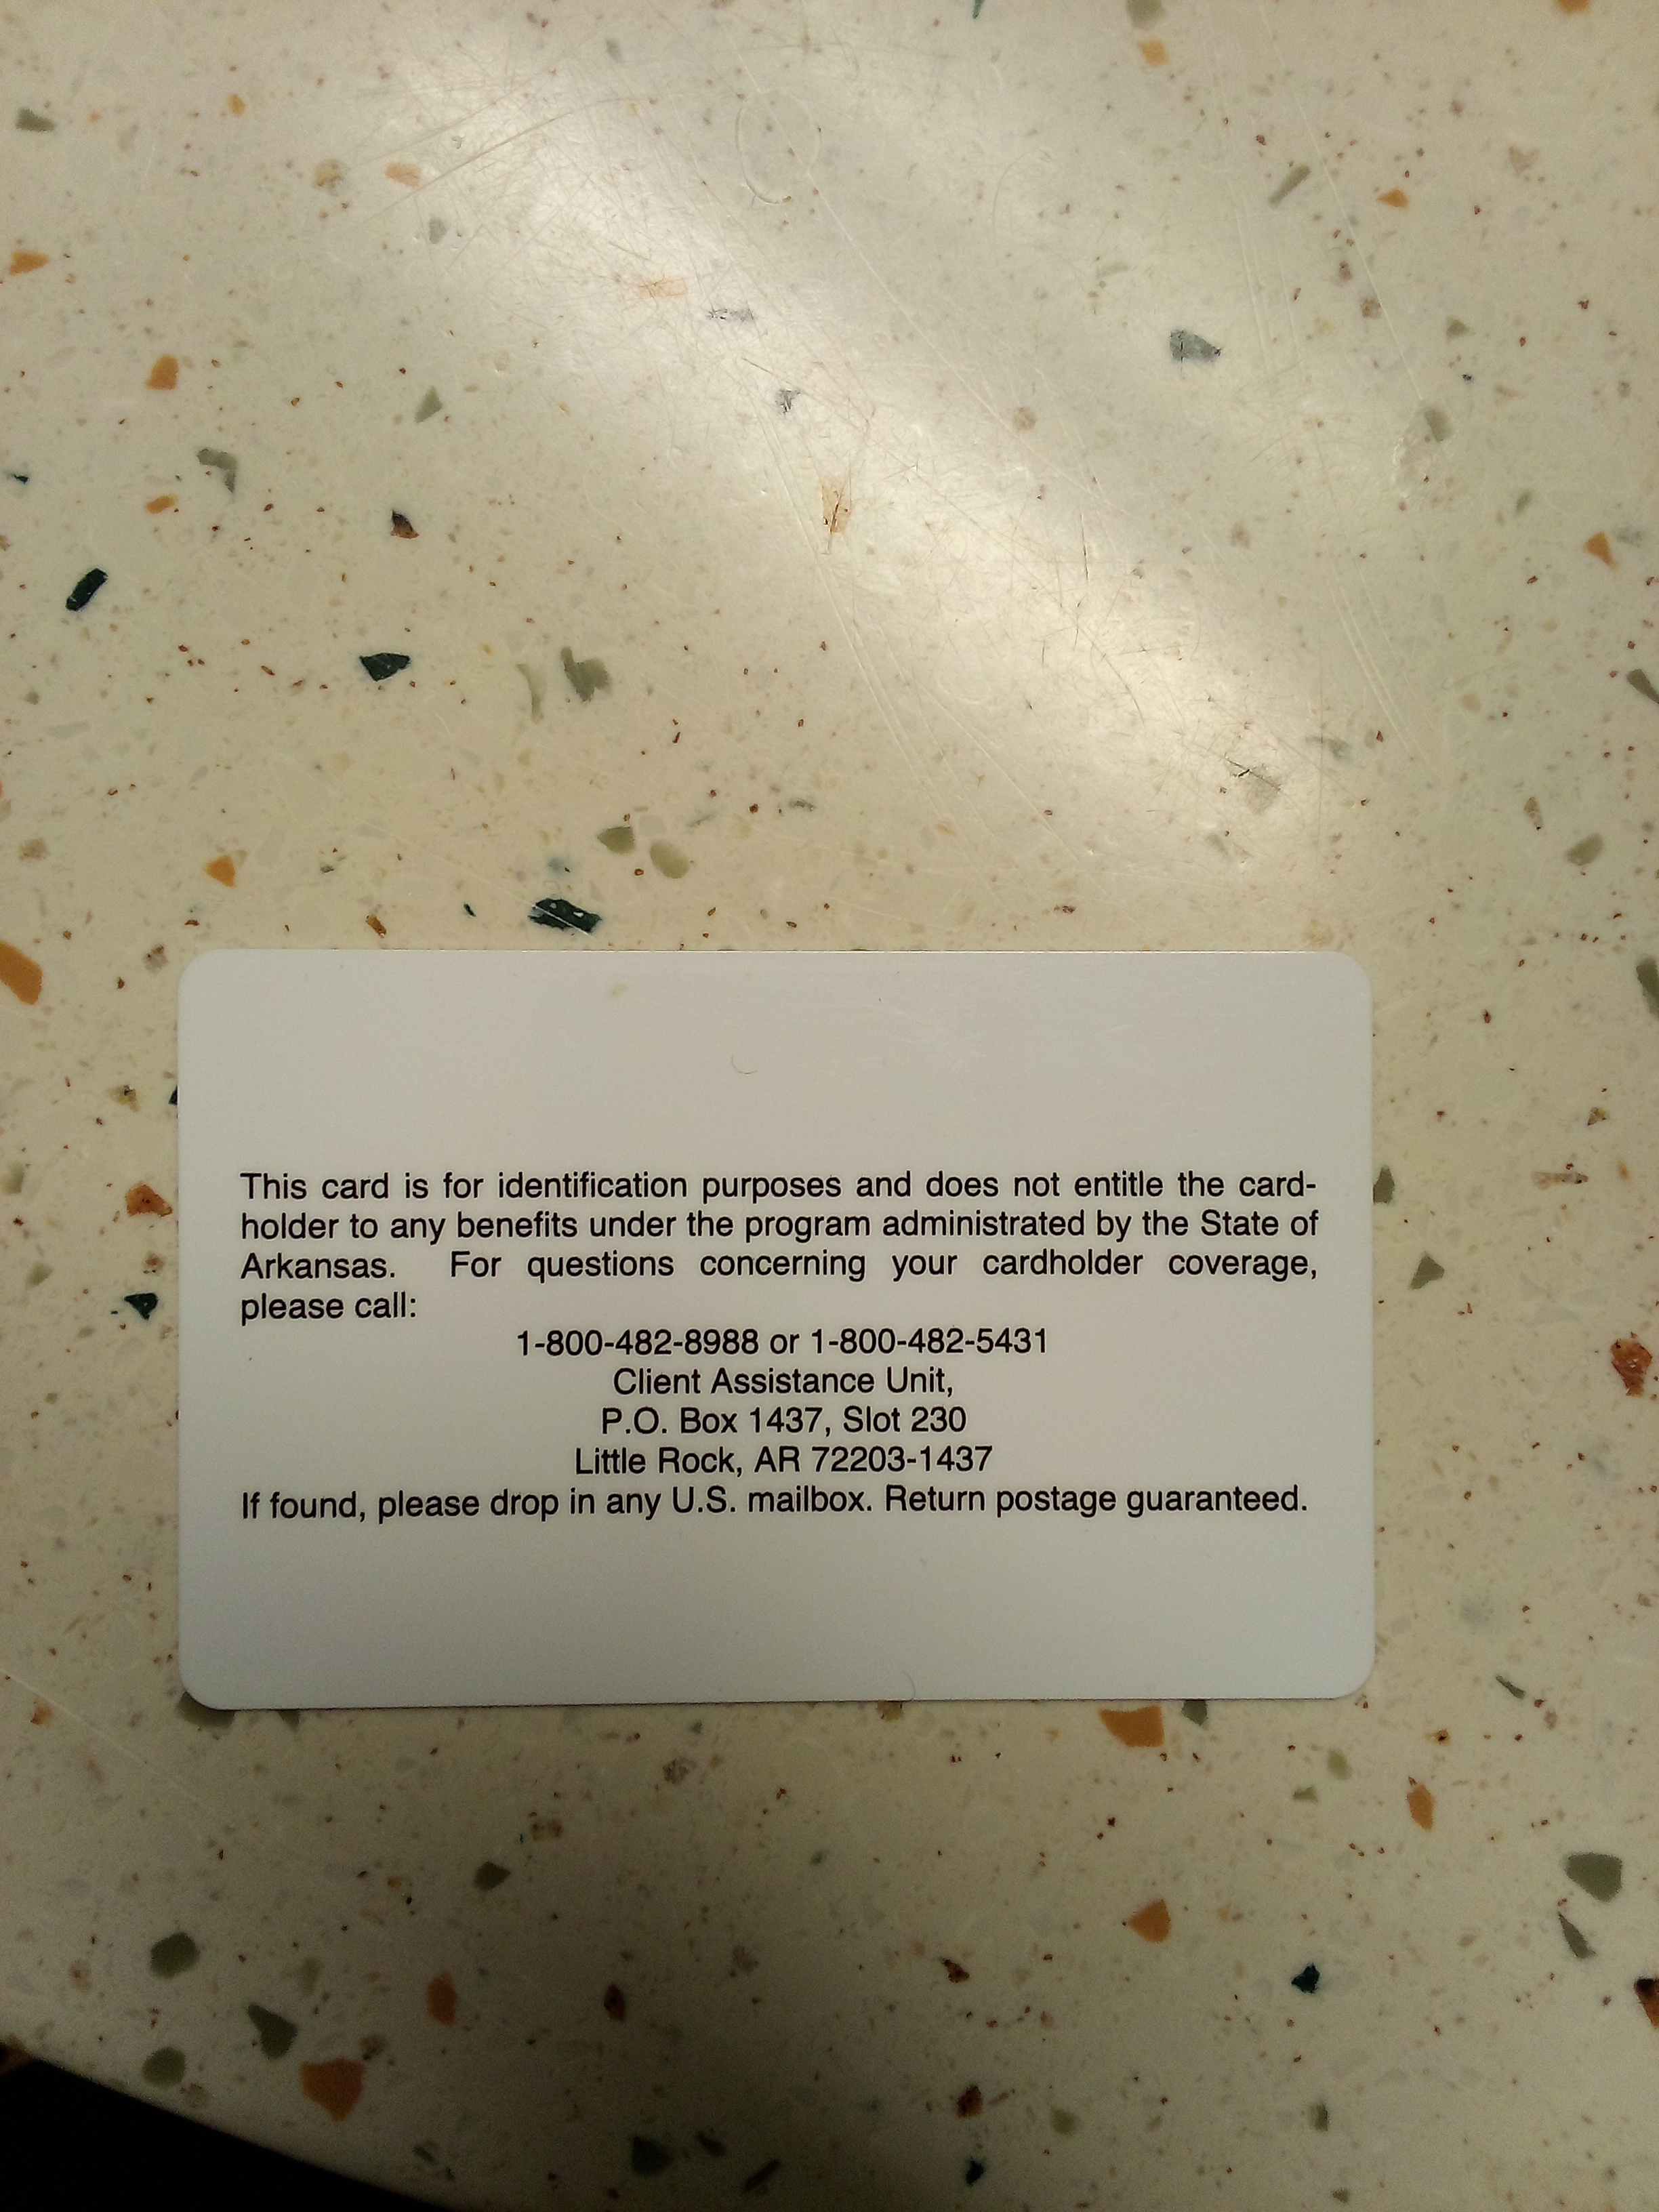 This card is for identification purposes and does not entitle the card-
holder to any benefits under the program administrated by the State of
Arkansas. For questions concerning your cardholder coverage,
please call:
1-800-482-8988 or 1-800-482-5431
Client Assistance Unit,
P.O. Box 1437, Slot 230
Little Rock, AR 72203-1437
If found, please drop in any U.S. mailbox. Return postage guaranteed.